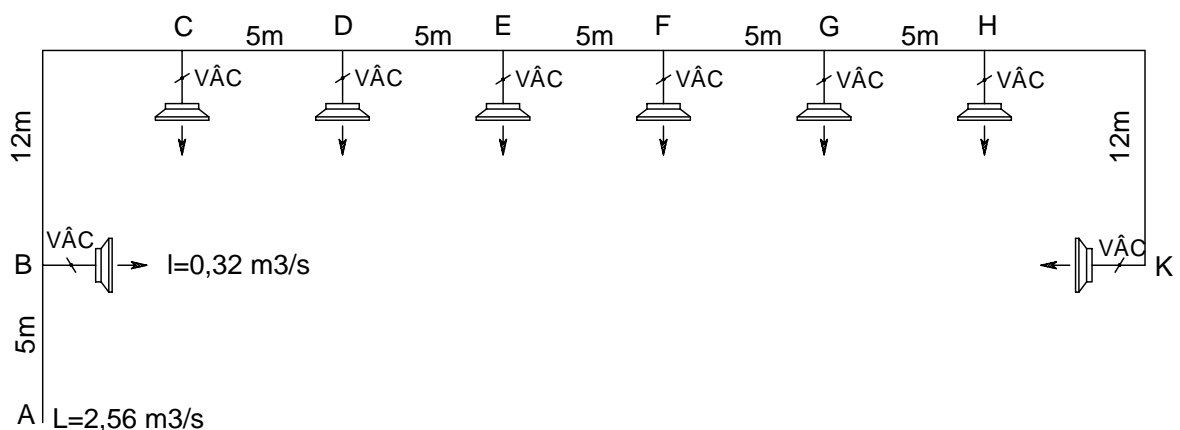 C D E F G H
5m 5m 5m 5m 5m
VÂC VÂC VÂC VÂC VÂC VÂC
12m
12m
VÂC
VÂC
B
l=0,32 m3/s
K
5m
A
L=2,56 m3/s